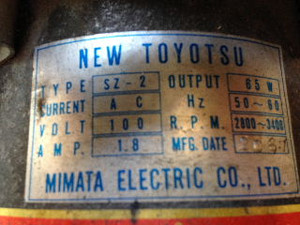 NEW TOYOTSU
TYPE SZ-2 OUTPUT 65 W
CURRENT AC Hz 50~60
VOLT 100 R.P.M. 2800~3400
AMP. 1.8 MFG. DATE
MIMATA ELECTRIC CO., LTD.